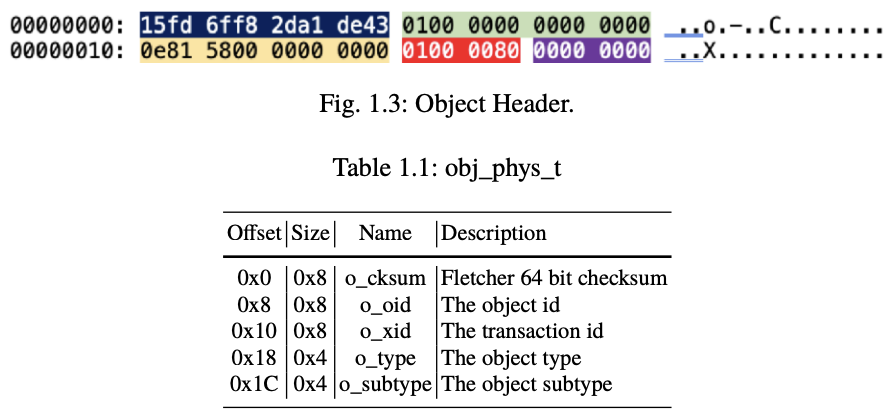 00000000: 15fd 6ff8 2da1 de43 0100 0000 0000 0000 ..o.-..C........
00000010: 0e81 5800 0000 0000 0100 0080 0000 0000 ..X.............
Fig. 1.3: Object Header.
Table 1.1: obj_phys_t
Offset Size Name Description
0x0 0x8 o_cksum Fletcher 64 bit checksum
0x8 0x8 o_oid The object id
0x10 0x8 o_xid The transaction id
0x18 0x4 o_type The object type
0x1C 0x4 o_subtype The object subtype